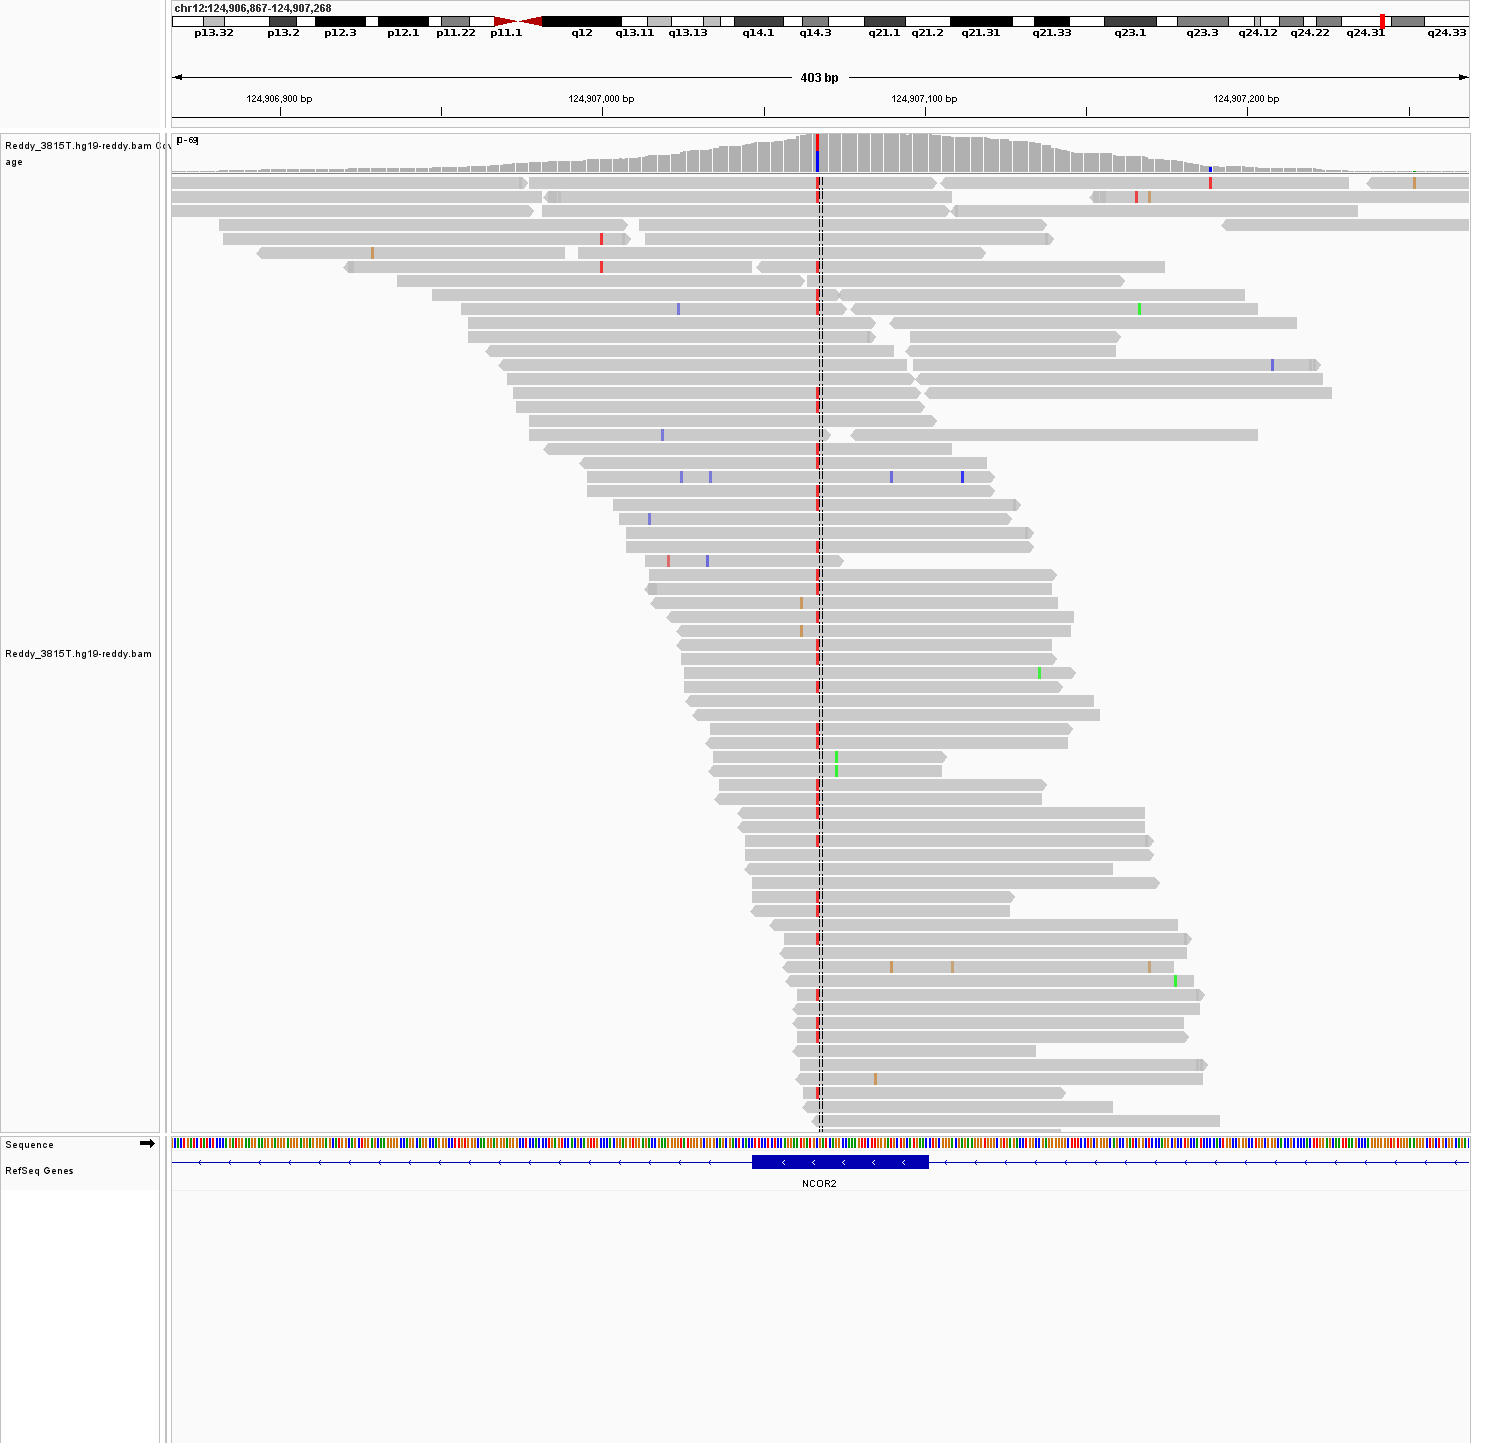 chr12:124,906,867-124,907,268
p13.32 p13.2 p12.3 p12.1 p11.22 p11.1 q12 q13.11 q13.13 q14.1 q14.3 q21.1 q21.2 q21.31 q21.33 q23.1 q23.3 q24.12 q24.22 q24.31 q24.33
403 bp
124,906,900 bp 124,907,000 bp 124,907,100 bp 124,907,200 bp
[0-69]
Reddy_3815T.hg19-reddy.bam Cov
age
Reddy_3815T.hg19-reddy.bam
Sequence
RefSeq Genes
NCOR2